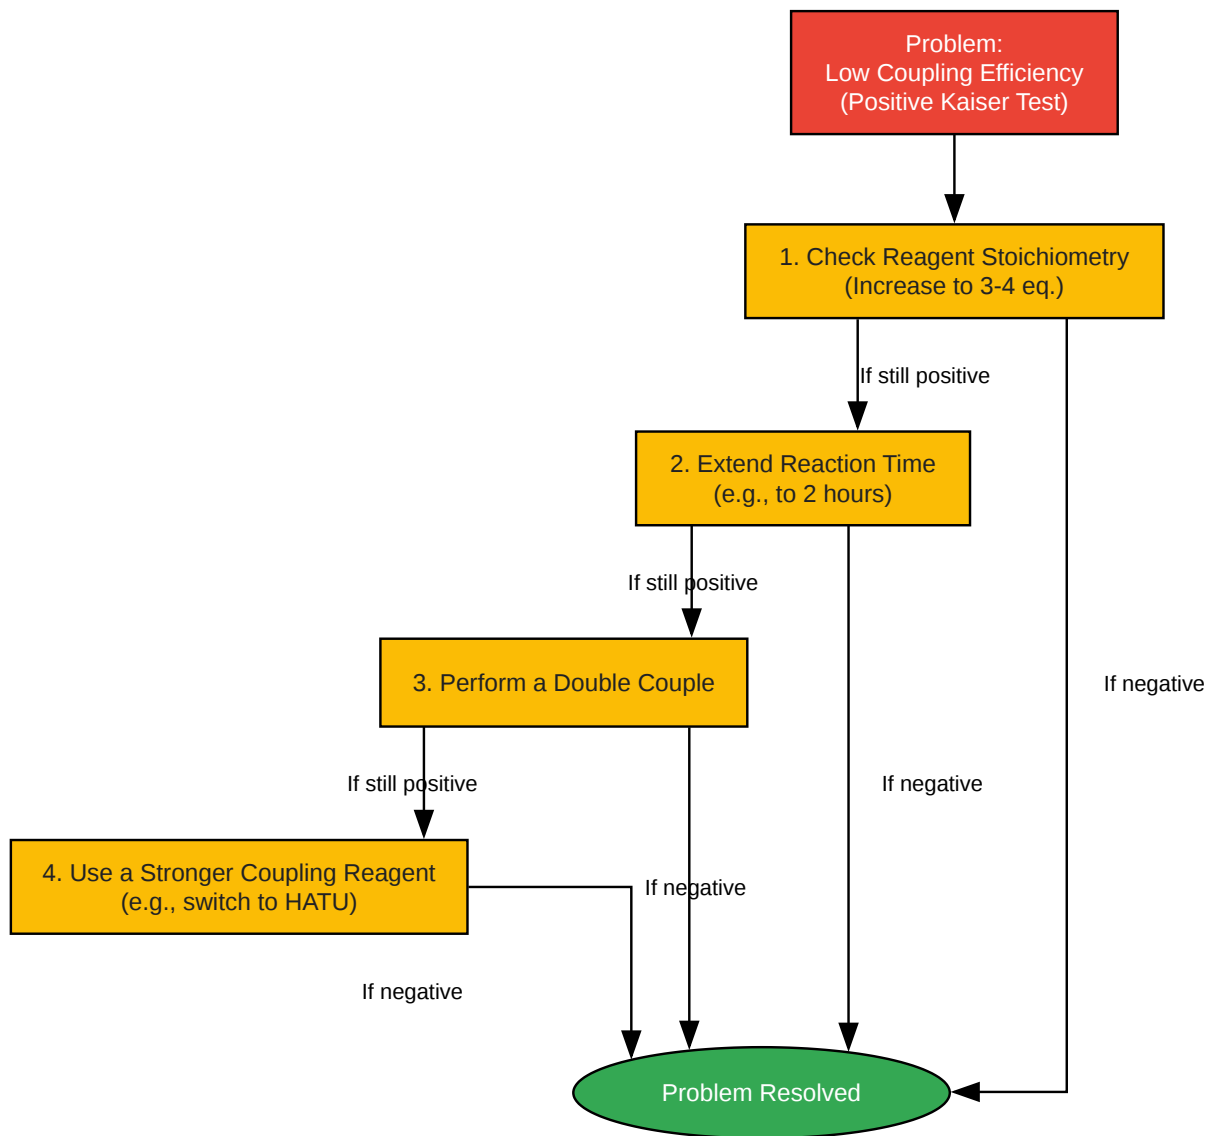 Problem:
Low Coupling Efficiency
(Positive Kaiser Test)
1. Check Reagent Stoichiometry
(Increase to 3-4 eq.)
If still positive
2. Extend Reaction Time
(e.g., to 2 hours)
If still positive
3. Perform a Double Couple
If negative
If still positive
If negative
4. Use a Stronger Coupling Reagent
(e.g., switch to HATU)
If negative
If negative
Problem Resolved